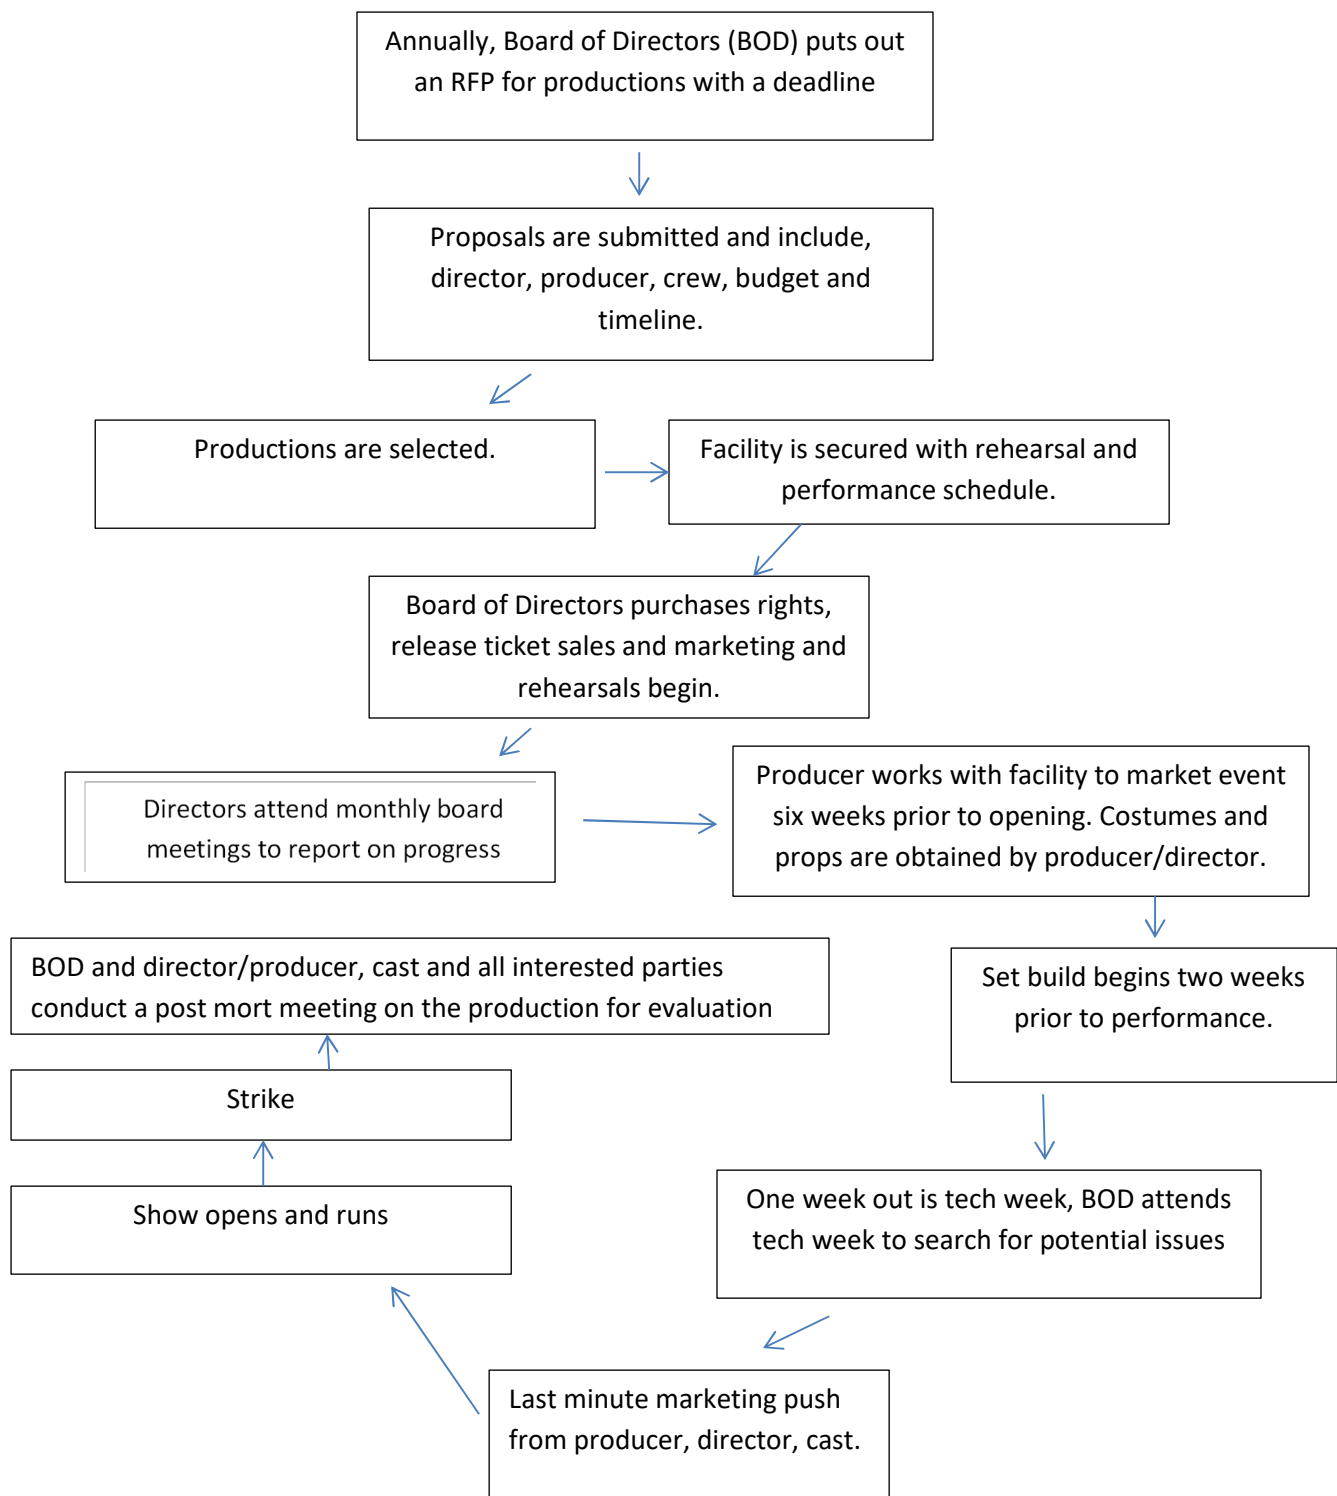 Annually, Board of Directors (BOD) puts out
an RFP for productions with a deadline
Proposals are submitted and include,
director, producer, crew, budget and
timeline.
Productions are selected.
Facility is secured with rehearsal and
performance schedule.
Board of Directors purchases rights,
release ticket sales and marketing and
rehearsals begin.
Directors attend monthly board
meetings to report on progress
Producer works with facility to market event
six weeks prior to opening. Costumes and
props are obtained by producer/director.
Set build begins two weeks
prior to performance.
One week out is tech week, BOD attends
tech week to search for potential issues
Last minute marketing push
from producer, director, cast.
Show opens and runs
Strike
BOD and director/producer, cast and all interested parties
conduct a post mort meeting on the production for evaluation